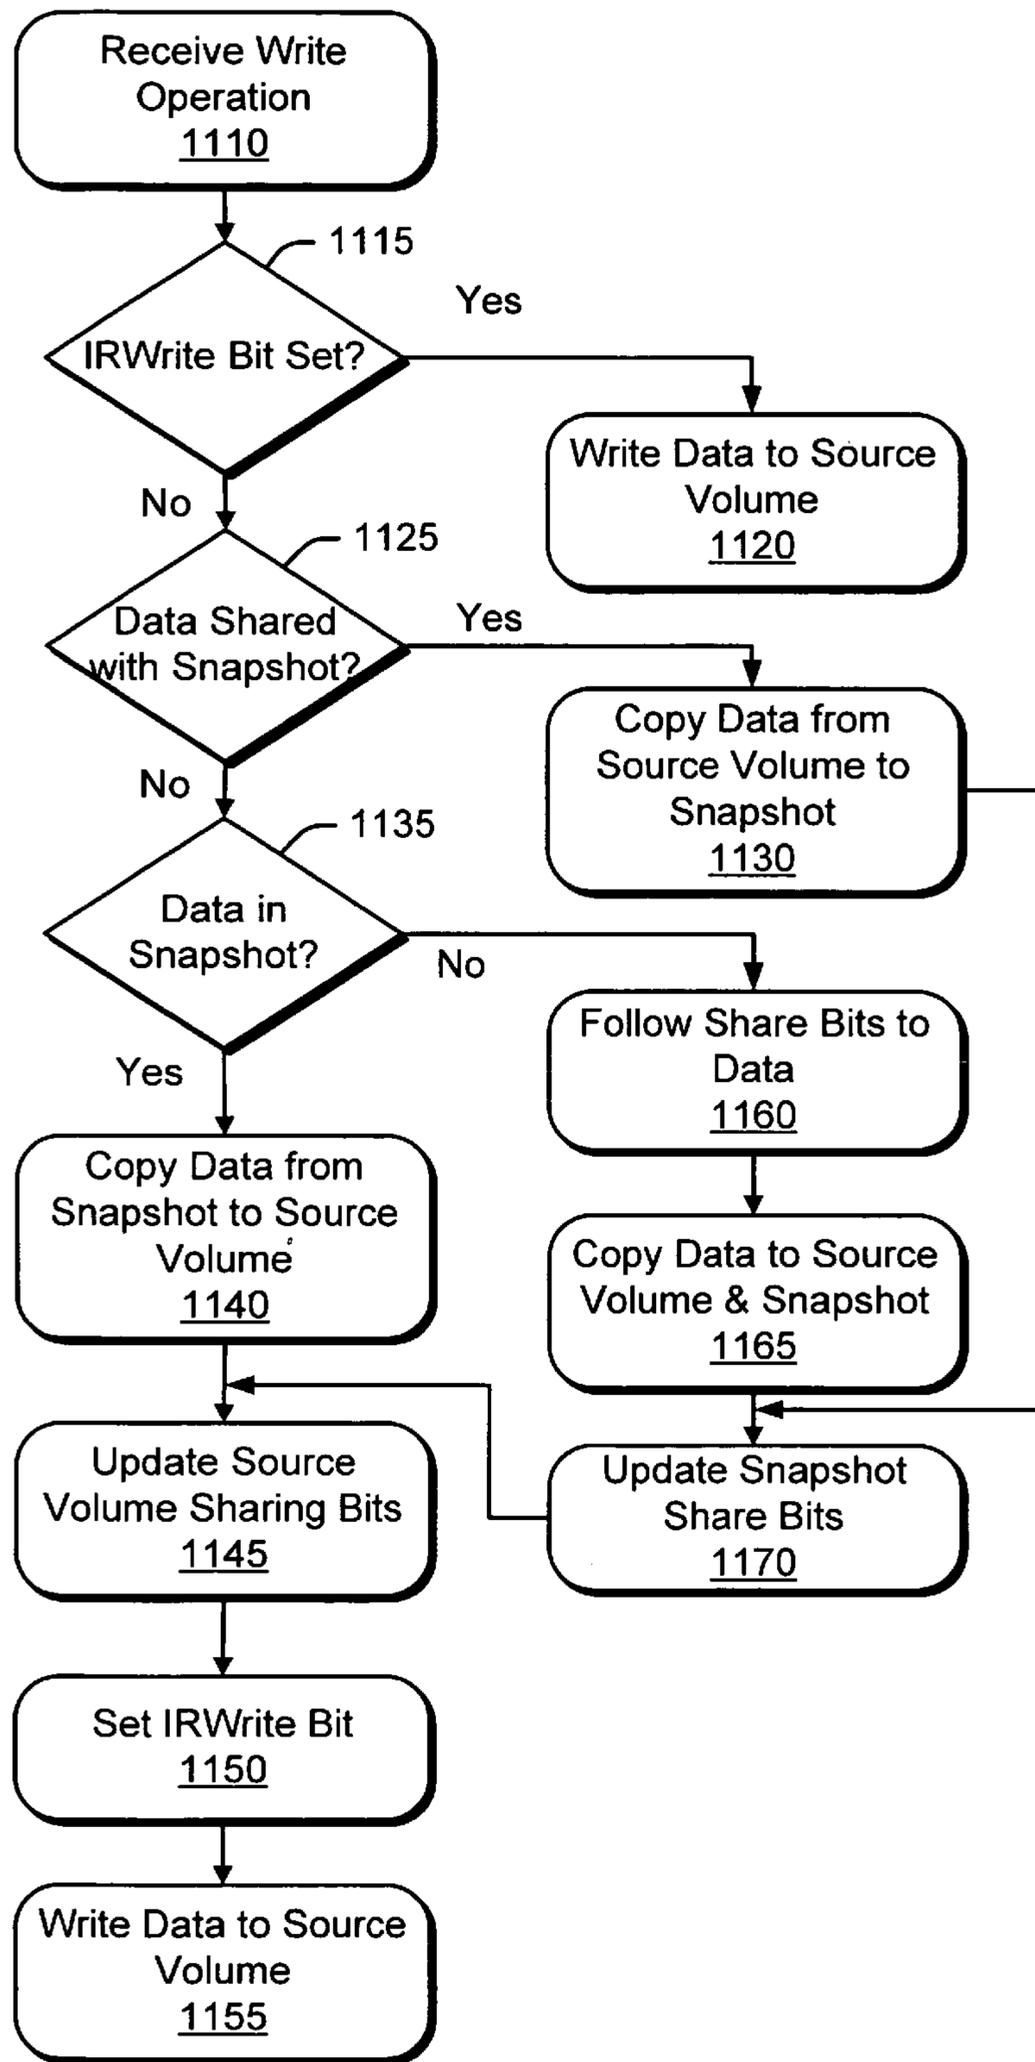 Receive Write
Operation
1110
1115
Yes
IRWrite Bit Set?
Write Data to Source
Volume
1120
No
1125
Yes
Data Shared
with Snapshot?
Copy Data from
Source Volume to
Snapshot
1130
No
1135
Data in
Snapshot?
No
Follow Share Bits to
Data
1160
Yes
Copy Data from
Snapshot to Source
Volume
1140
Copy Data to Source
Volume & Snapshot
1165
Update Source
Volume Sharing Bits
1145
Update Snapshot
Share Bits
1170
Set IRWrite Bit
1150
Write Data to Source
Volume
1155